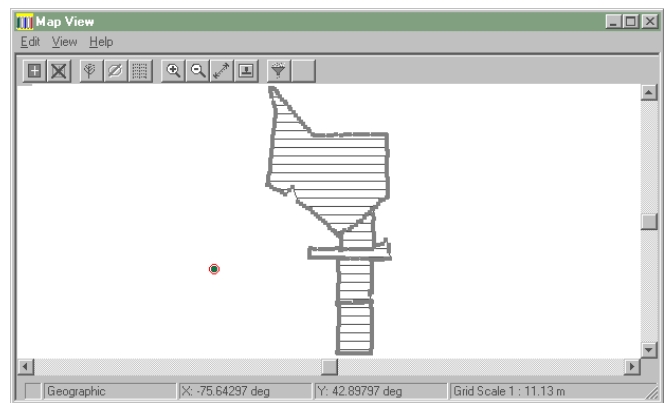 Map View
Edit View Help
Geographic X: -75.64297 deg Y: 42.89797 deg Grid Scale 1 : 11.13 m